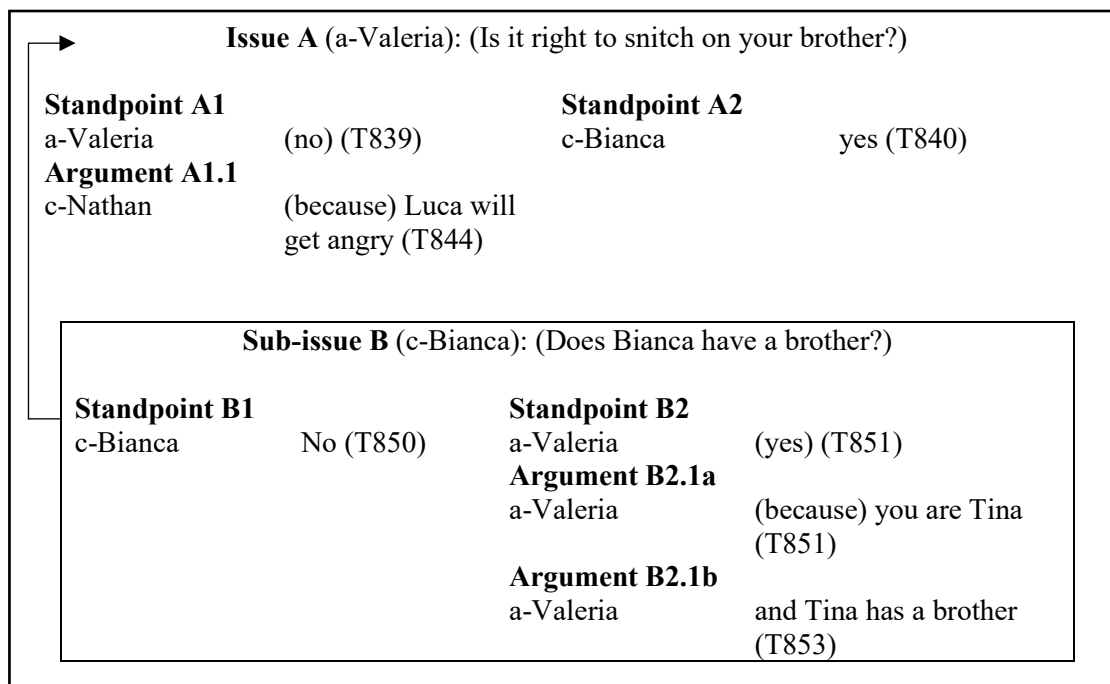 Issue A (a-Valeria): (Is it right to snitch on your brother?)
Standpoint A1
a-Valeria (no) (T839)
Argument A1.1
c-Nathan (because) Luca will
get angry (T844)
Standpoint A2
c-Bianca yes (T840)
Sub-issue B (c-Bianca): (Does Bianca have a brother?)
Standpoint B1
c-Bianca No (T850)
Standpoint B2
a-Valeria (yes) (T851)
Argument B2.1a
a-Valeria (because) you are Tina
(T851)
Argument B2.1b
a-Valeria and Tina has a brother
(T853)